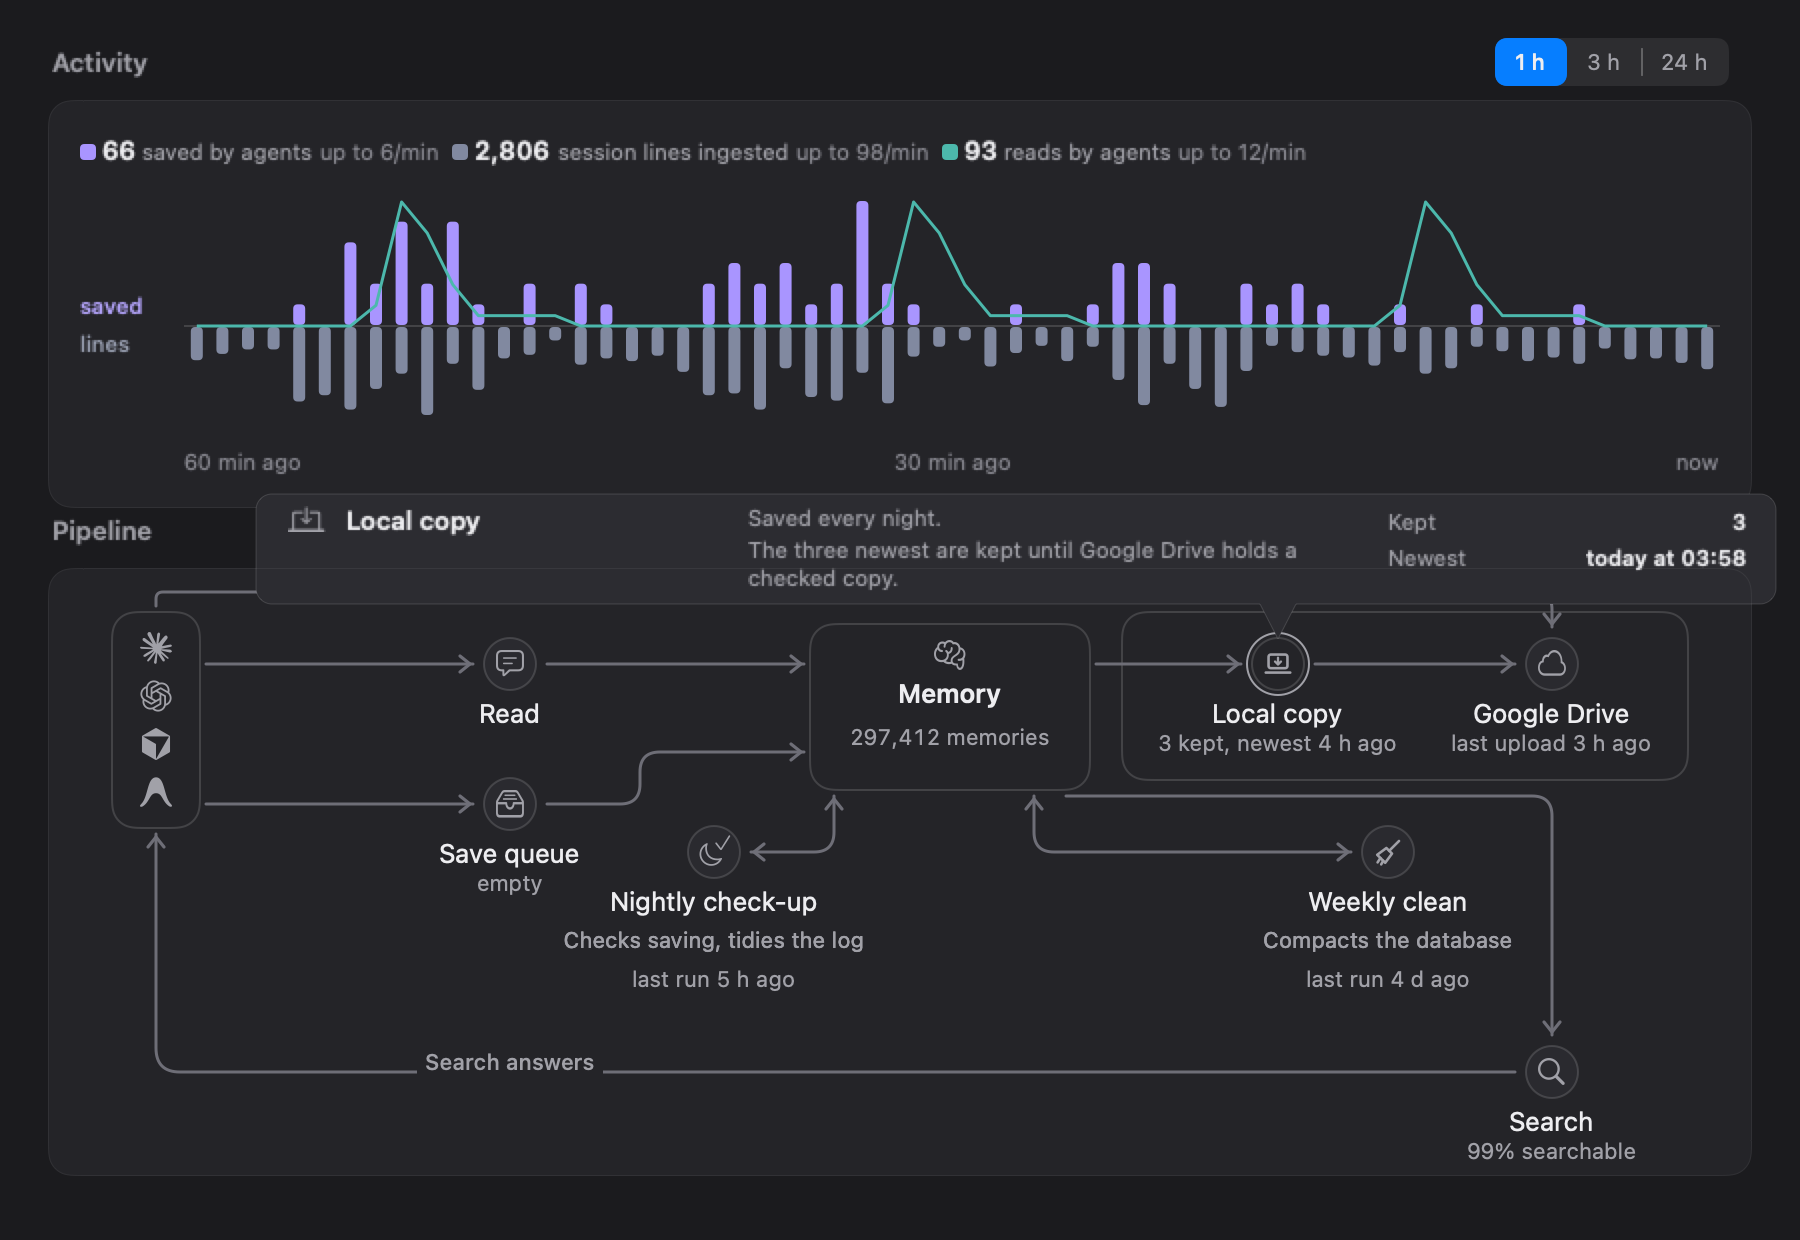 Activity
1 h 3 h 24 h
66 saved by agents up to 6/min 2,806 session lines ingested up to 98/min 93 reads by agents up to 12/min
saved
lines
60 min ago 30 min ago now
Pipeline
Local copy
Saved every night.
The three newest are kept until Google Drive holds a
checked copy.
Kept 3
Newest today at 03:58
Read
Memory
297,412 memories
Local copy
3 kept, newest 4 h ago
Google Drive
last upload 3 h ago
Save queue
empty
Nightly check-up
Checks saving, tidies the log
last run 5 h ago
Weekly clean
Compacts the database
last run 4 d ago
Search answers
Search
99% searchable